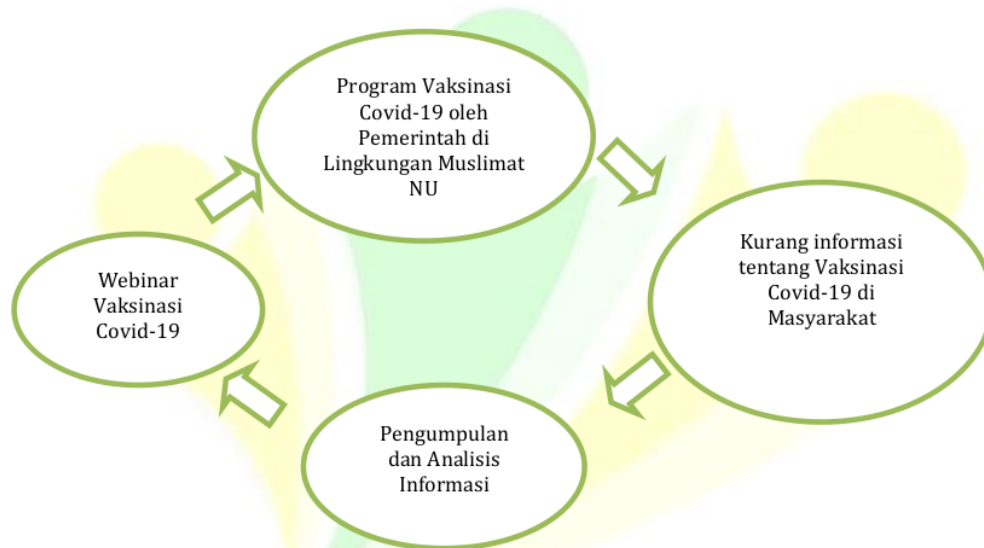 Program Vaksinasi
Covid-19 oleh
Pemerintah di
Lingkungan Muslimat
NU
Kurang informasi
tentang Vaksinasi
Covid-19 di
Masyarakat
Pengumpulan
dan Analisis
Informasi
Webinar
Vaksinasi
Covid-19